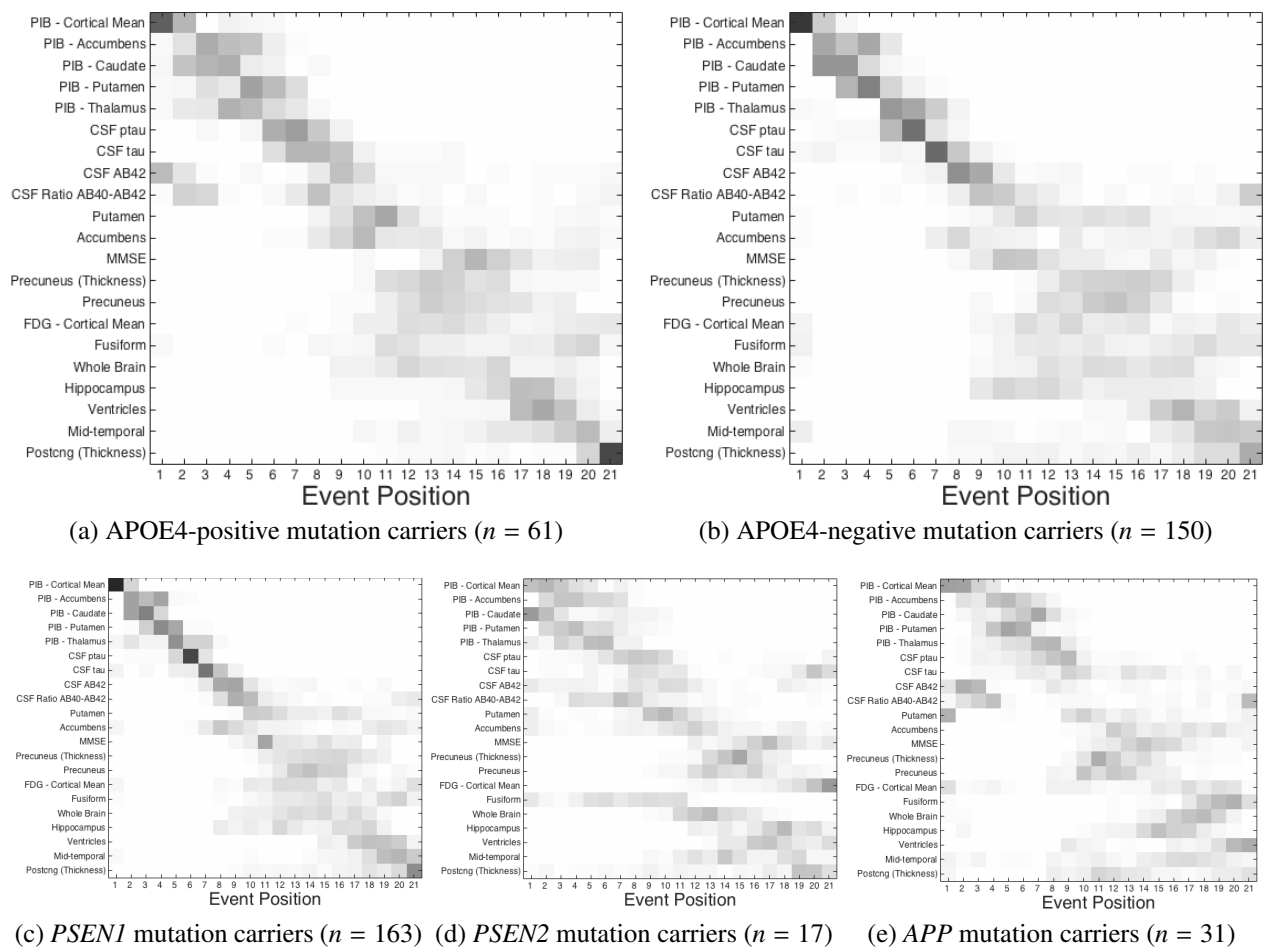 PIB - Cortical Mean
PIB - Accumbens
PIB - Caudate
PIB - Putamen
PIB - Thalamus
CSF ptau
CSF tau
CSF AB42
CSF Ratio AB40-AB42
Putamen
Accumbens
MMSE
Precuneus (Thickness)
Precuneus
FDG - Cortical Mean
Fusiform
Whole Brain
Hippocampus
Ventricles
Mid-temporal
Postcng (Thickness)
1 2 3 4 5 6 7 8 9 10 11 12 13 14 15 16 17 18 19 20 21
Event Position
(a) APOE4-positive mutation carriers (n = 61)
PIB - Cortical Mean
PIB - Accumbens
PIB - Caudate
PIB - Putamen
PIB - Thalamus
CSF ptau
CSF tau
CSF AB42
CSF Ratio AB40-AB42
Putamen
Accumbens
MMSE
Precuneus (Thickness)
Precuneus
FDG - Cortical Mean
Fusiform
Whole Brain
Hippocampus
Ventricles
Mid-temporal
Postcng (Thickness)
1 2 3 4 5 6 7 8 9 10 11 12 13 14 15 16 17 18 19 20 21
Event Position
(b) APOE4-negative mutation carriers (n = 150)
PIB - Cortical Mean
PIB - Accumbens
PIB - Caudate
PIB - Putamen
PIB - Thalamus
CSF ptau
CSF tau
CSF AB42
CSF Ratio AB40-AB42
Putamen
Accumbens
MMSE
Precuneus (Thickness)
Precuneus
FDG - Cortical Mean
Fusiform
Whole Brain
Hippocampus
Ventricles
Mid-temporal
Postcng (Thickness)
1 2 3 4 5 6 7 8 9 10 11 12 13 14 15 16 17 18 19 20 21
Event Position
(c) PSEN1 mutation carriers (n = 163)
PIB - Cortical Mean
PIB - Accumbens
PIB - Caudate
PIB - Putamen
PIB - Thalamus
CSF ptau
CSF tau
CSF AB42
CSF Ratio AB40-AB42
Putamen
Accumbens
MMSE
Precuneus (Thickness)
Precuneus
FDG - Cortical Mean
Fusiform
Whole Brain
Hippocampus
Ventricles
Mid-temporal
Postcng (Thickness)
1 2 3 4 5 6 7 8 9 10 11 12 13 14 15 16 17 18 19 20 21
Event Position
(d) PSEN2 mutation carriers (n = 17)
PIB - Cortical Mean
PIB - Accumbens
PIB - Caudate
PIB - Putamen
PIB - Thalamus
CSF ptau
CSF tau
CSF AB42
CSF Ratio AB40-AB42
Putamen
Accumbens
MMSE
Precuneus (Thickness)
Precuneus
FDG - Cortical Mean
Fusiform
Whole Brain
Hippocampus
Ventricles
Mid-temporal
Postcng (Thickness)
1 2 3 4 5 6 7 8 9 10 11 12 13 14 15 16 17 18 19 20 21
Event Position
(e) APP mutation carriers (n = 31)